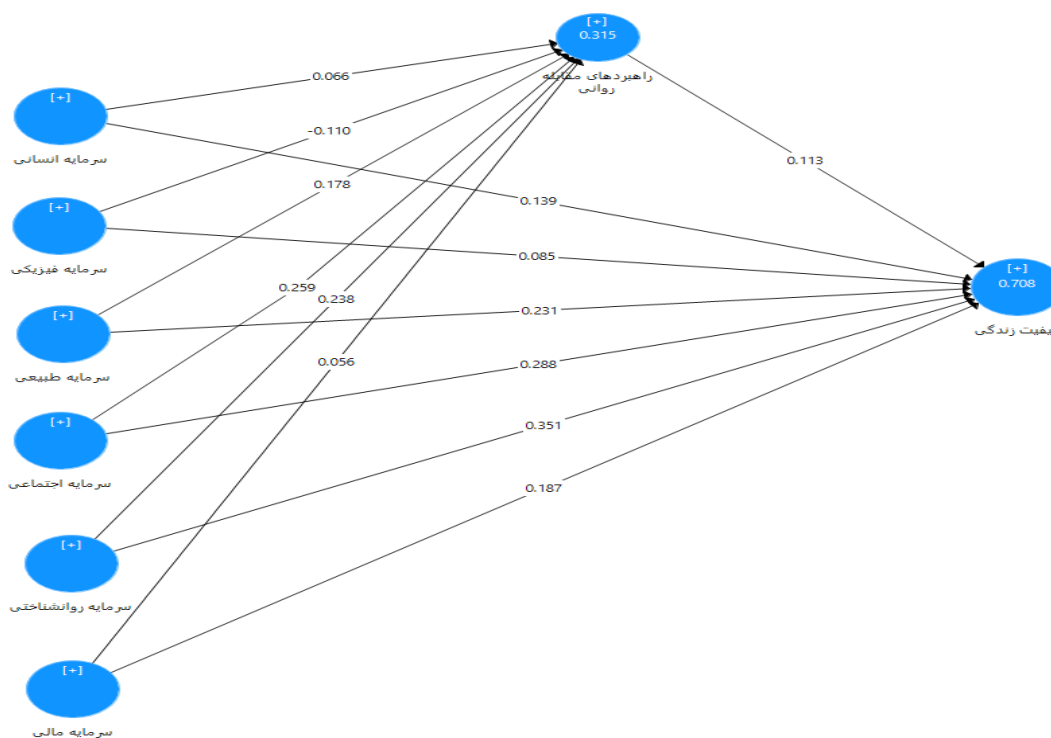 [+]
0.315
راهبردهای مقابله
روانی
0.066
[+]
سرمایه انسانی
-0.110
0.113
0.178
0.139
[+]
سرمایه فیزیکی
0.085
[+]
0.708
کیفیت زندگی
0.259
0.238
0.231
[+]
سرمایه طبیعی
0.056
0.288
[+]
سرمایه اجتماعی
0.351
0.187
[+]
سرمایه روانشناختی
[+]
سرمایه مالی